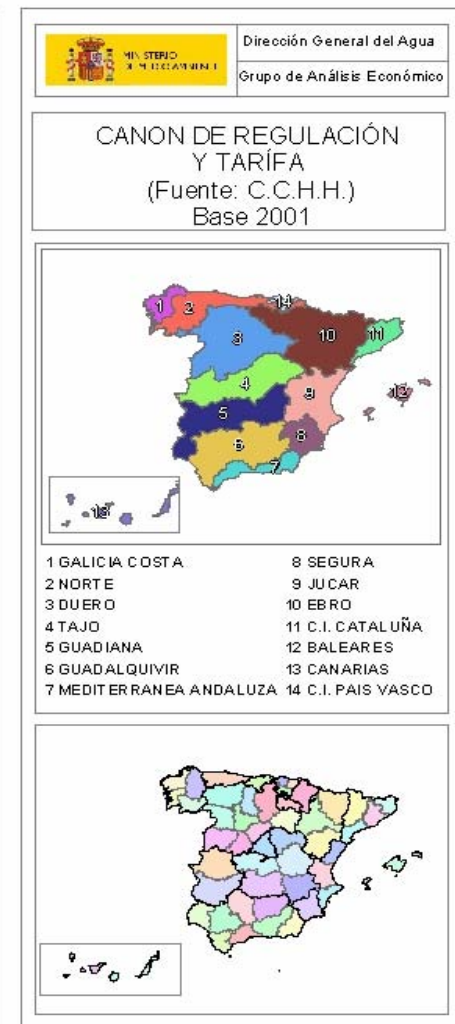 MINISTERIO
Dirección General del Agua
Grupo de Análisis Económico
CANON DE REGULACIÓN
Y TARÍFA
(Fuente: C.C.H.H.)
Base 2001
1
2
14
3
10
11
4
9
12
5
6
8
7
13
1 GALICIA COSTA
2 NORTE
3 DUERO
4 TAJO
5 GUADIANA
6 GUADALQUIVIR
7 MEDITERRANEA ANDALUZA
8 SEGURA
9 JUCAR
10 EBRO
11 C.I. CATALUÑA
12 BALEARES
13 CANARIAS
14 C.I. PAIS VASCO